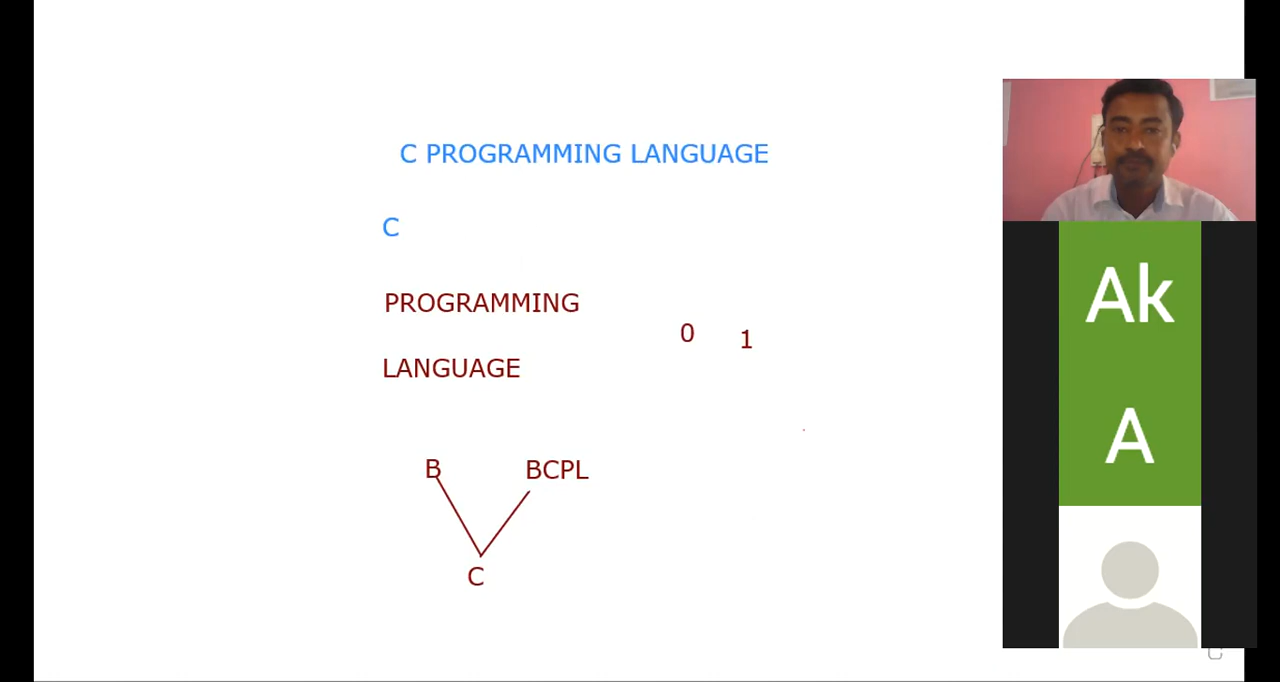 C PROGRAMMING LANGUAGE
C
PROGRAMMING
0 1
LANGUAGE
B BCPL
C
Ak
A